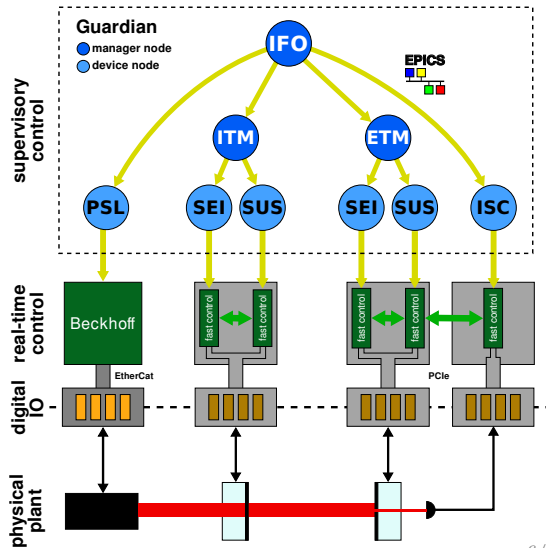 Guardian
manager node
device node
IFO
EPICS
ITM
ETM
PSL
SEI
SUS
SEI
SUS
ISC
supervisory
control
Beckhoff
fast control
fast control
fast control
fast control
fast control
real-time
control
EtherCat
PCIe
digital
IO
physical
plant